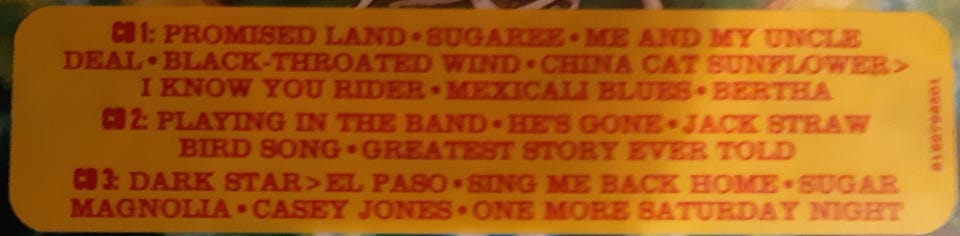 CD 1: PROMISED LAND • SUGAREE • ME AND MY UNCLE
DEAL • BLACK-THROATED WIND • CHINA CAT SUNFLOWER>
I KNOW YOU RIDER • MEXICALI BLUES • BERTHA
CD 2: PLAYING IN THE BAND • HE'S GONE • JACK STRAW
BIRD SONG • GREATEST STORY EVER TOLD
CD 3: DARK STAR>EL PASO • SING ME BACK HOME • SUGAR
MAGNOLIA • CASEY JONES • ONE MORE SATURDAY NIGHT